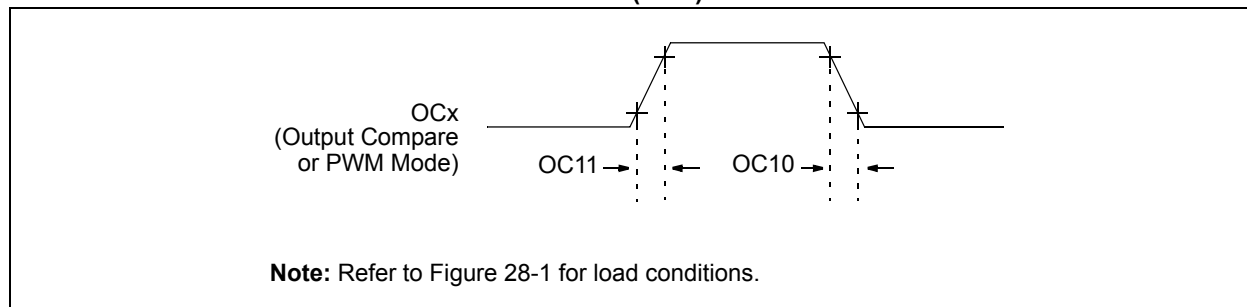 OCx
(Output Compare
or PWM Mode)
OC11 OC10
Note: Refer to Figure 28-1 for load conditions.